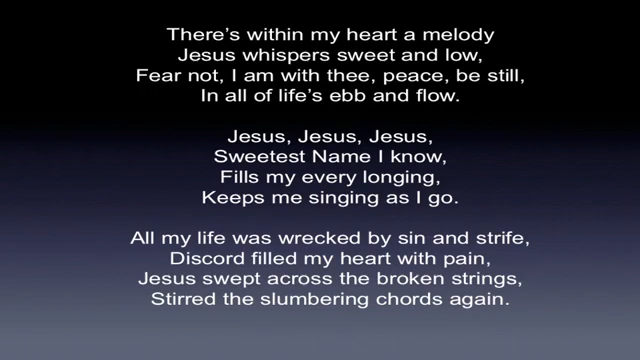 There's within my heart a melody
Jesus whispers sweet and low,
Fear not, I am with thee, peace, be still,
In all of life's ebb and flow.
Jesus, Jesus, Jesus,
Sweetest Name I know,
Fills my every longing,
Keeps me singing as I go.
All my life was wrecked by sin and strife,
Discord filled my heart with pain,
Jesus swept across the broken strings,
Stirred the slumbering chords again.